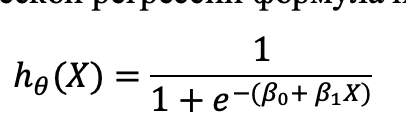 h_θ(X) = 1 / (1 + e^{-(β₀ + β₁X)})